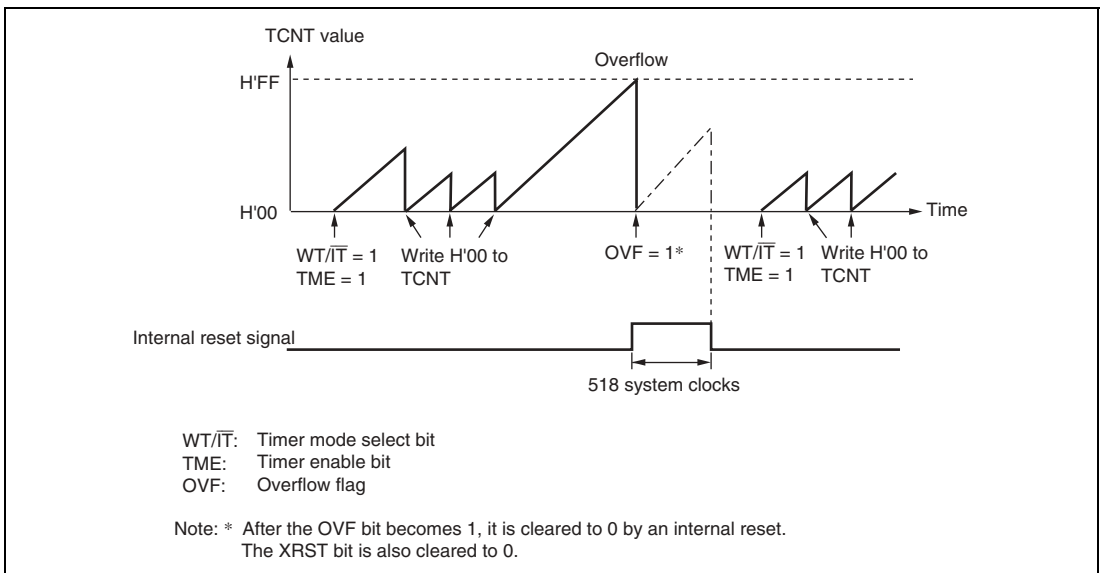 TCNT value
Overflow
H'FF
H'00
Time
WT/IT = 1
TME = 1
Write H'00 to
TCNT
OVF = 1*
WT/IT = 1
TME = 1
Write H'00 to
TCNT
Internal reset signal
518 system clocks
WT/IT: Timer mode select bit
TME: Timer enable bit
OVF: Overflow flag
Note: * After the OVF bit becomes 1, it is cleared to 0 by an internal reset.
The XRST bit is also cleared to 0.